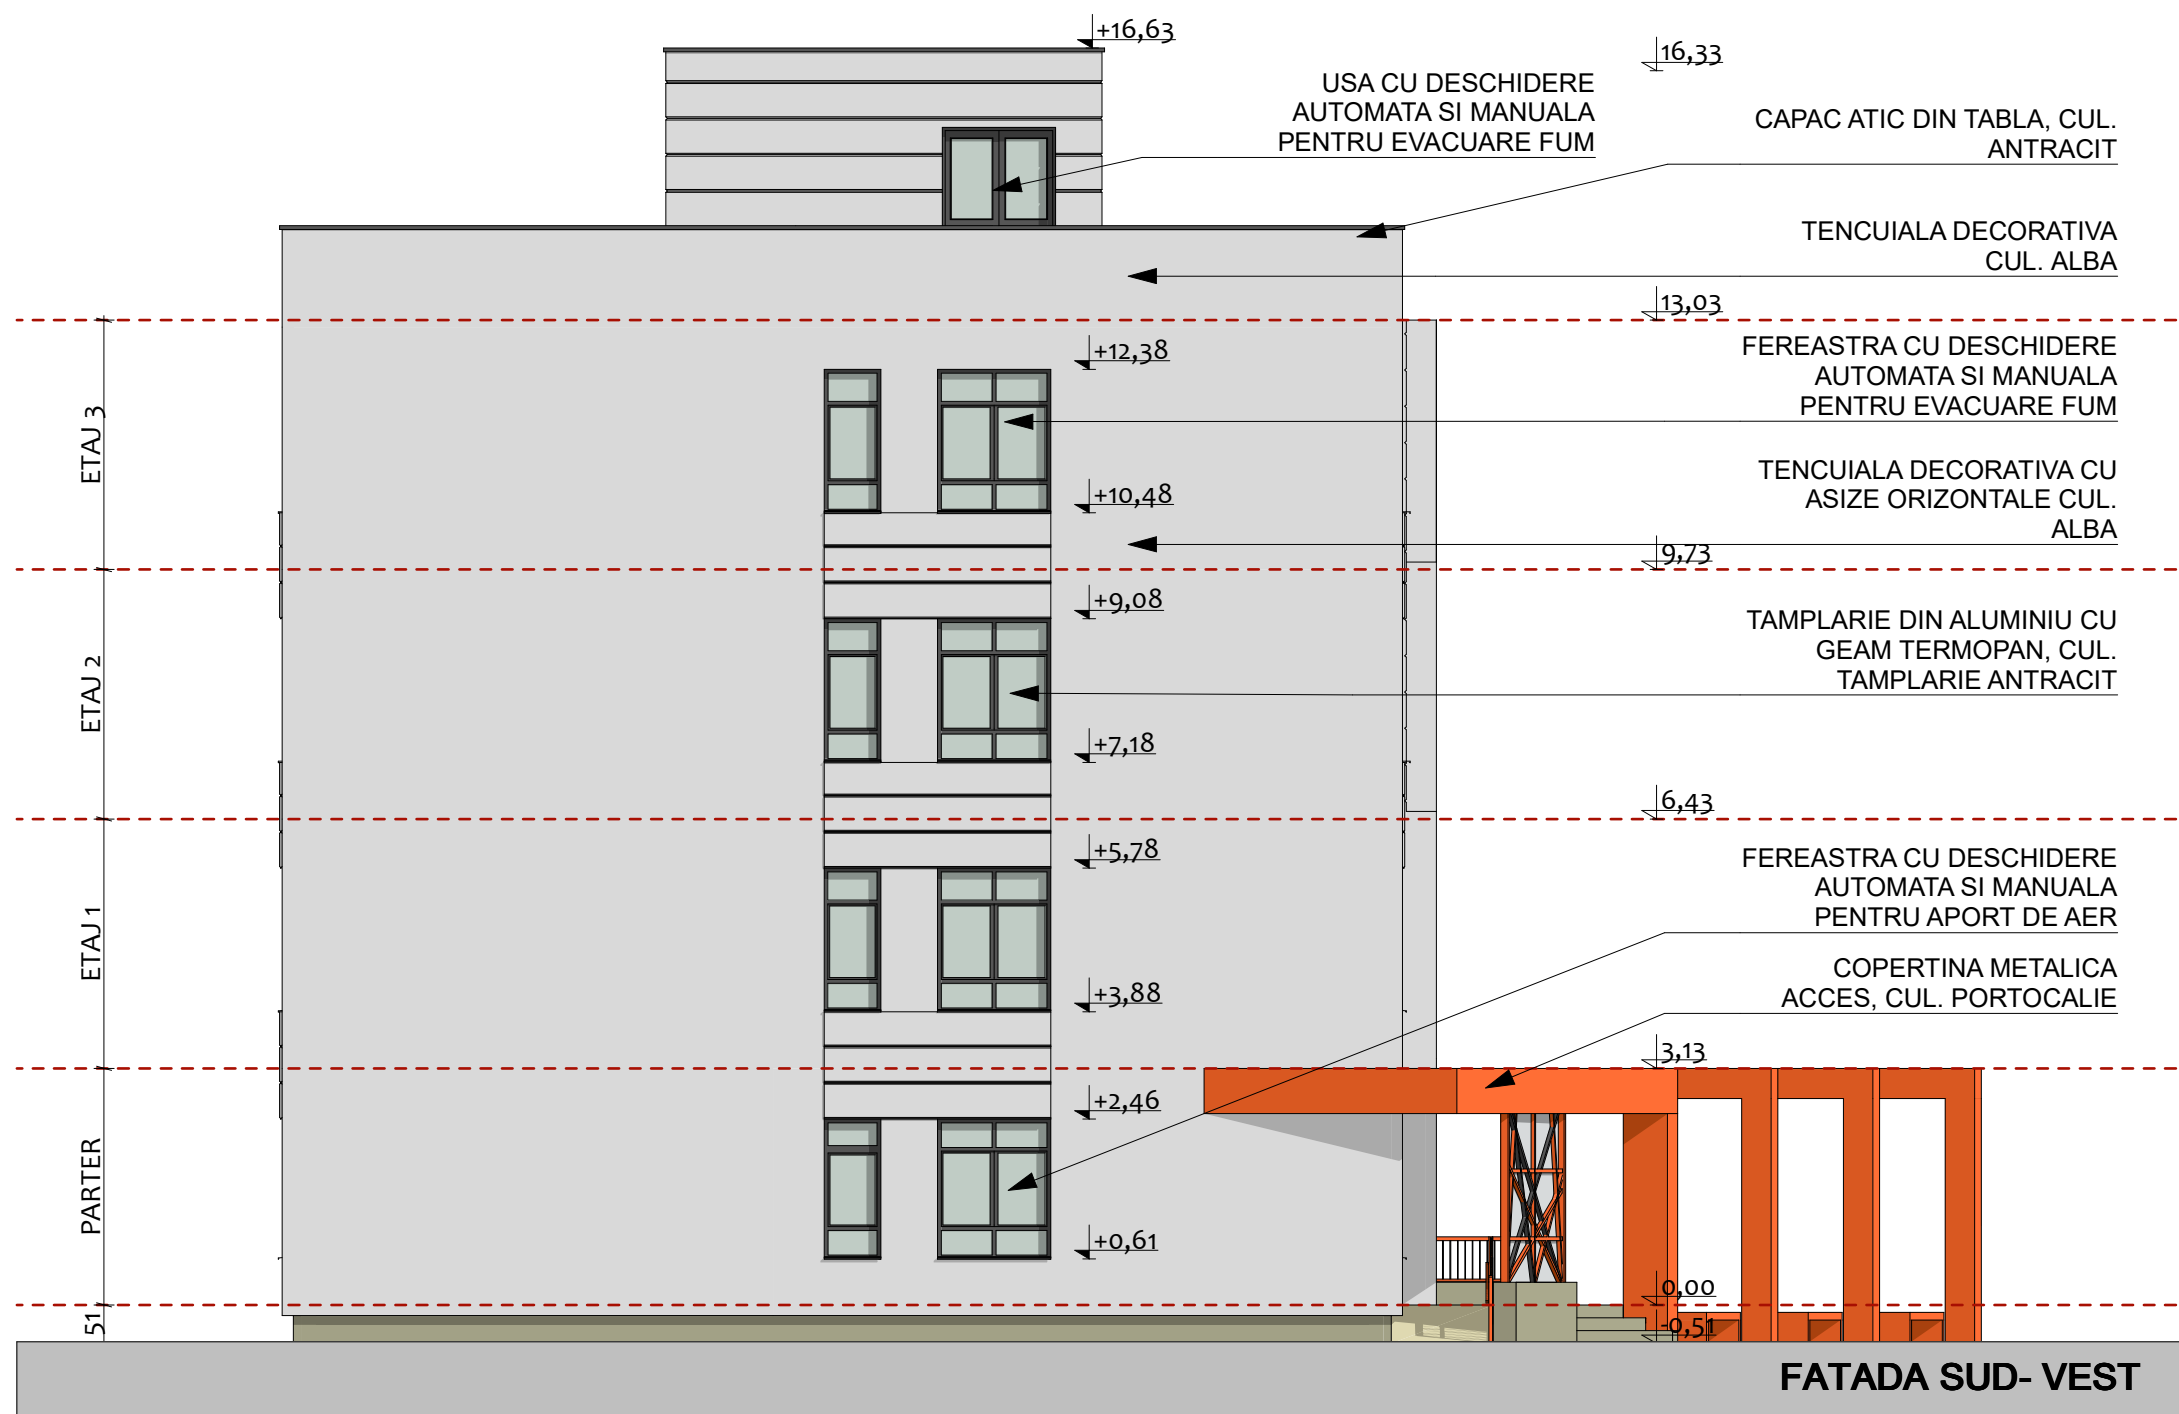 +16,63
16,33
USA CU DESCHIDERE
AUTOMATA SI MANUALA
PENTRU EVACUARE FUM
CAPAC ATIC DIN TABLA, CUL.
ANTRACIT
TENCUIALA DECORATIVA
CUL. ALBA
13,03
+12,38
FEREASTRA CU DESCHIDERE
AUTOMATA SI MANUALA
PENTRU EVACUARE FUM
ETAJ 3
+10,48
TENCUIALA DECORATIVA CU
ASIZE ORIZONTALE CUL.
ALBA
9,73
+9,08
TAMPLARIE DIN ALUMINIU CU
GEAM TERMOPAN, CUL.
TAMPLARIE ANTRACIT
ETAJ 2
+7,18
6,43
+5,78
FEREASTRA CU DESCHIDERE
AUTOMATA SI MANUALA
PENTRU APORT DE AER
ETAJ 1
+3,88
COPERTINA METALICA
ACCES, CUL. PORTOCALIE
3,13
+2,46
PARTER
+0,61
0,00
51
-0,51
FATADA SUD- VEST